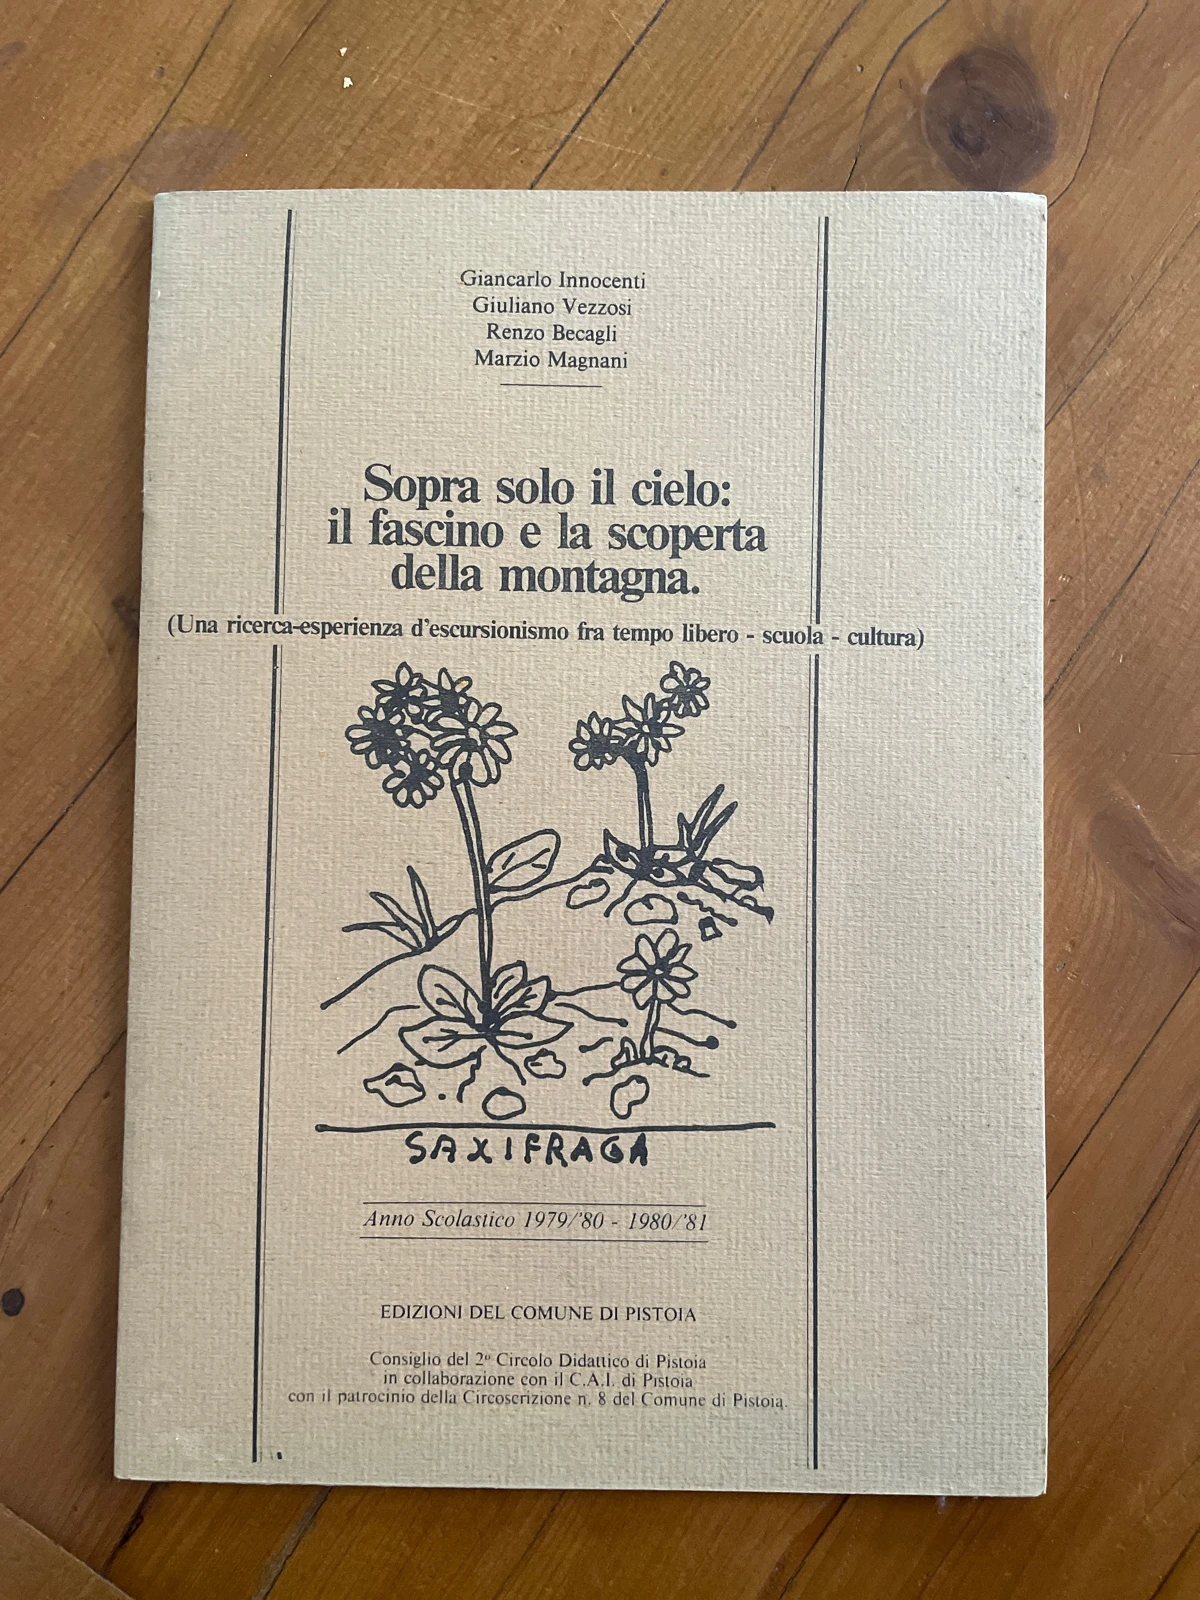 Giancarlo Innocenti
Giuliano Vezzosi
Renzo Becagli
Marzio Magnani
Sopra solo il cielo:
il fascino e la scoperta
della montagna.
(Una ricerca-esperienza d'escursionismo fra tempo libero - scuola - cultura)
SAXIFRAGA
Anno Scolastico 1979/'80 - 1980/'81
EDIZIONI DEL COMUNE DI PISTOIA
Consiglio del 2º Circolo Didattico di Pistoia
in collaborazione con il C.A.I. di Pistoia
con il patrocinio della Circoscrizione n. 8 del Comune di Pistoia.